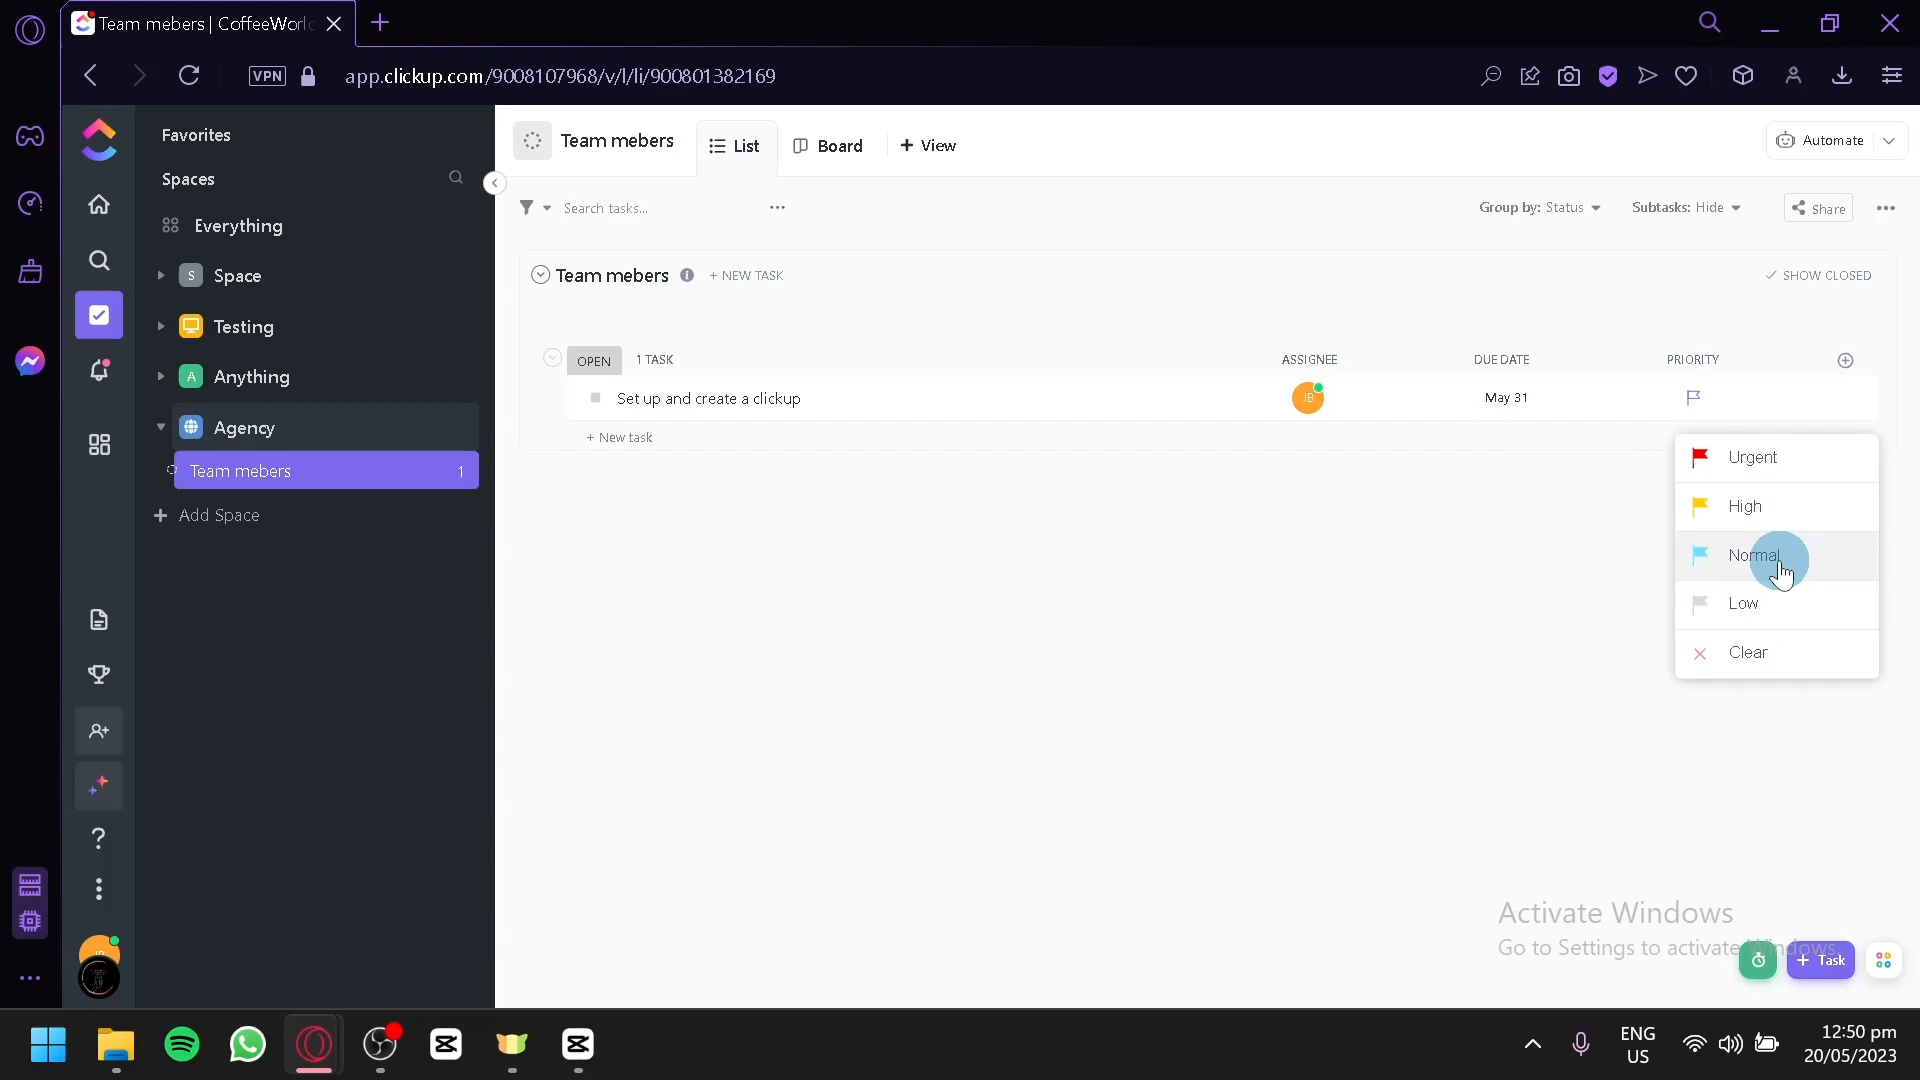 Team mebers | CoffeeWorl
VPN
app.clickup.com/9008107968/v/l/li/900801382169
Favorites
Spaces
Everything
S Space
Testing
A Anything
Agency
Team mebers 1
+ Add Space
Team mebers
List
Board
+ View
Automate
Search tasks...
Group by: Status
Subtasks: Hide
Share
Team mebers
+ NEW TASK
SHOW CLOSED
OPEN
1 TASK
ASSIGNEE
DUE DATE
PRIORITY
Set up and create a clickup
JB
May 31
+ New task
Urgent
High
Normal
Low
Clear
Activate Windows
Go to Settings to activate Windows.
+ Task
ENG
US
12:50 pm
20/05/2023